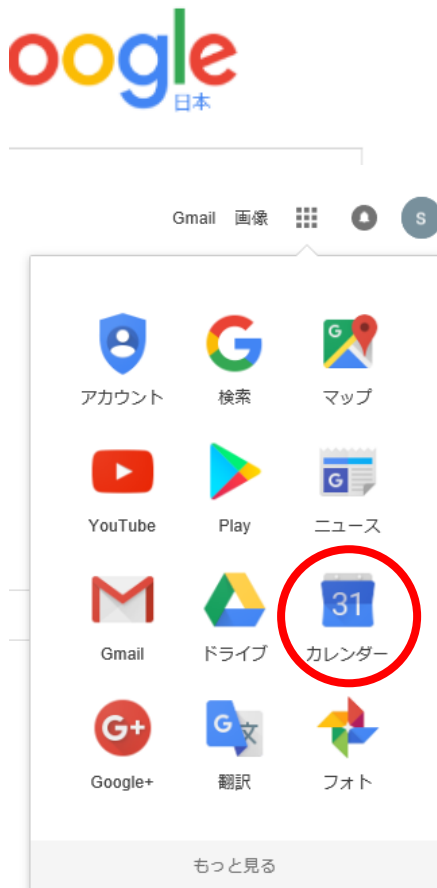 oogle
日本
Gmail 画像 S
アカウント 検索 マップ
YouTube Play ニュース
31
Gmail ドライブ カレンダー
G+ G 文
Google+ 翻訳 フォト
もっと見る